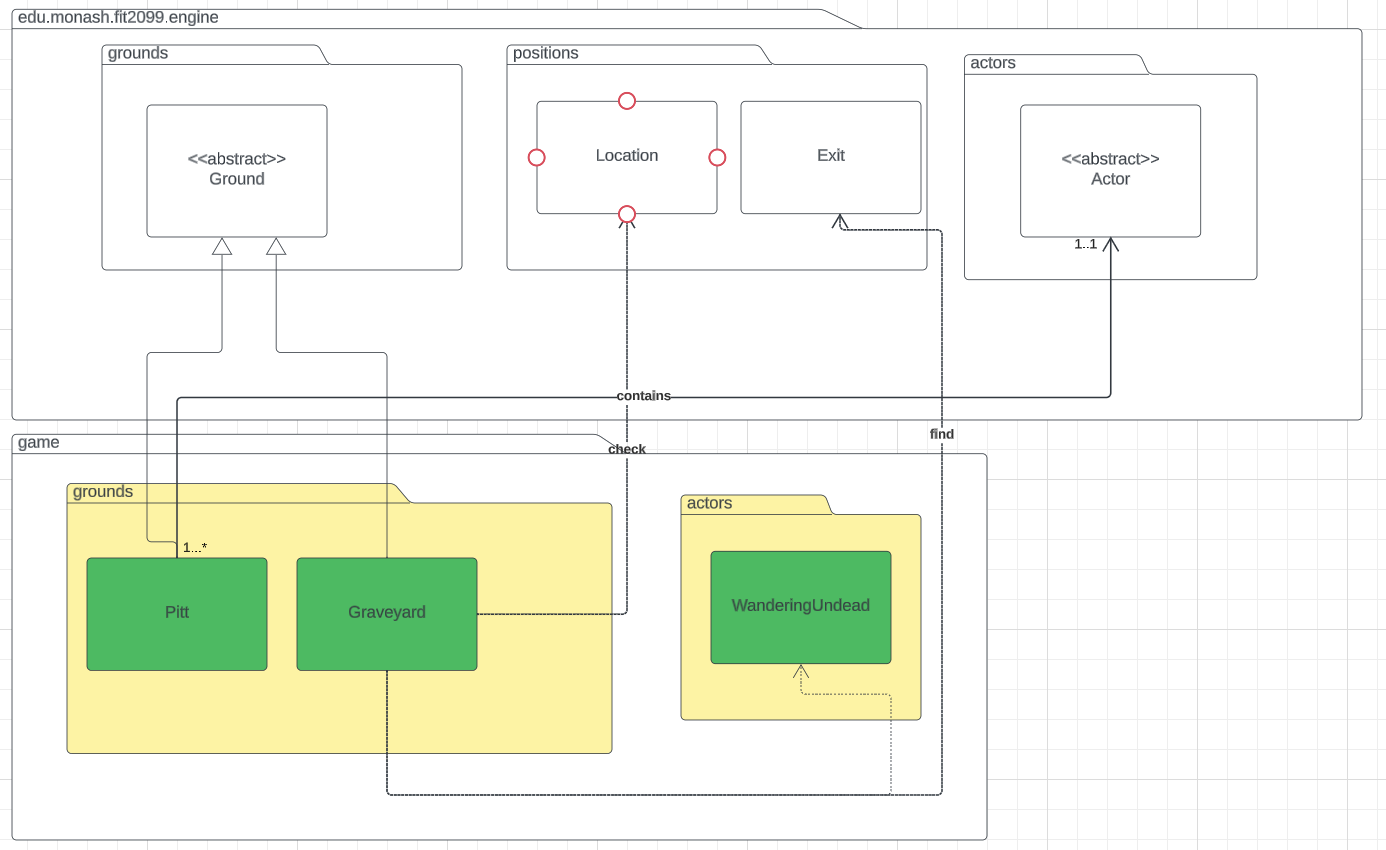 edu.monash.fit2099.engine
grounds
positions
actors
<<abstract>>
Ground
Location
Exit
<<abstract>>
Actor
1..1
contains
find
game
check
grounds
actors
1...*
Pitt
Graveyard
WanderingUndead